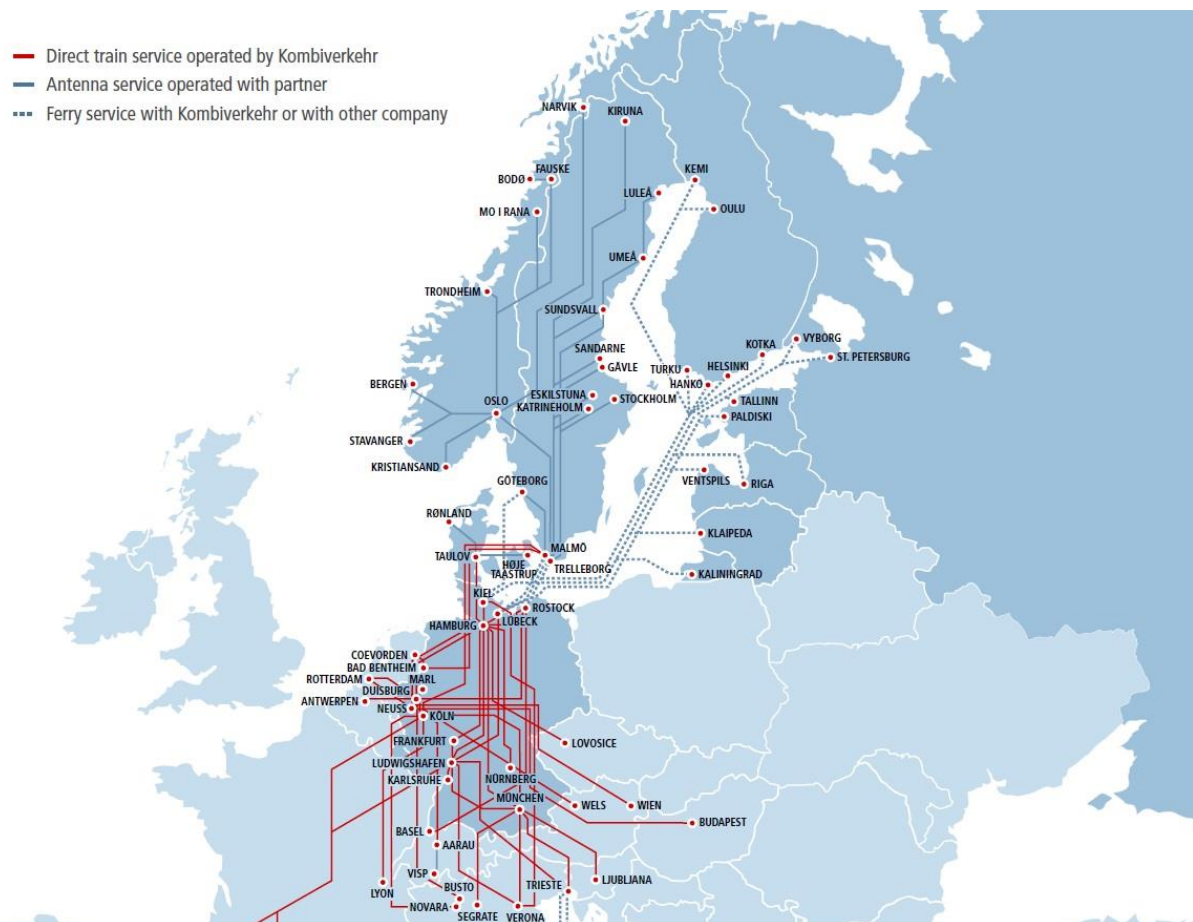 Direct train service operated by Kombiverkehr
Antenna service operated with partner
Ferry service with Kombiverkehr or with other company
NARVIK
KIRUNA
BODØ
FAUSKE
KEMI
LULEÅ
MO I RANA
OULU
UMEÅ
TRONDHEIM
SUNDSVALL
VYBORG
KOTKA
SANDARNE
ST. PETERSBURG
HELSINKI
GÄVLE
TURKU
BERGEN
HANKO
ESKILSTUNA
STOCKHOLM
OSLO
TALLINN
KATRINEHOLM
PALDISKI
STAVANGER
KRISTIANSAND
VENTSPILS
GÖTEBORG
RIGA
RØNLAND
KLAIPEDA
MALMÖ
TAULOV
HØJE
TAASTRUP
TRELLEBORG
KALININGRAD
KIEL
ROSTOCK
LÜBECK
HAMBURG
COEVORDEN
BAD BENTHEIM
ROTTERDAM
MARL
DUISBURG
ANTWERPEN
NEUSS
KÖLN
FRANKFURT
LOVOSICE
LUDWIGSHAFEN
KARLSRUHE
NÜRNBERG
MÜNCHEN
WELS
WIEN
BUDAPEST
BASEL
AARAU
VISP
LJUBLJANA
BUSTO
TRIESTE
LYON
NOVARA
SEGRATE
VERONA